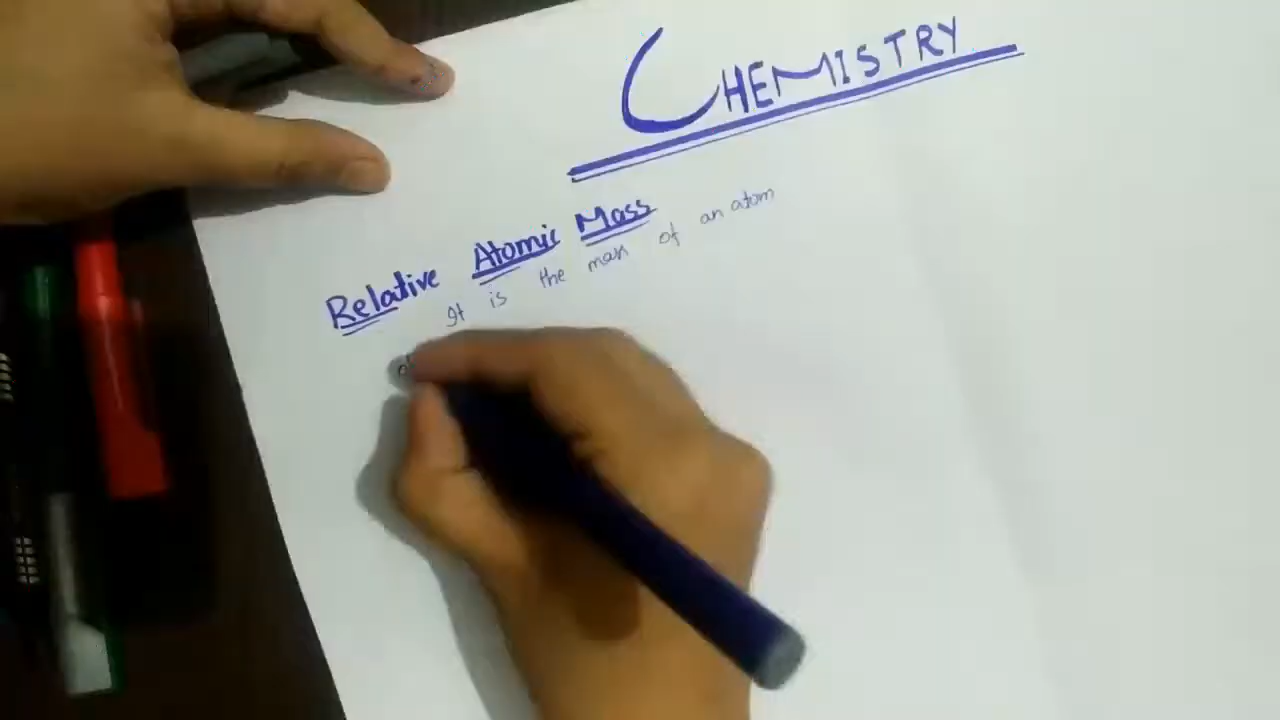 CHEMISTRY
Relative Atomic Mass
It is the mass of an atom